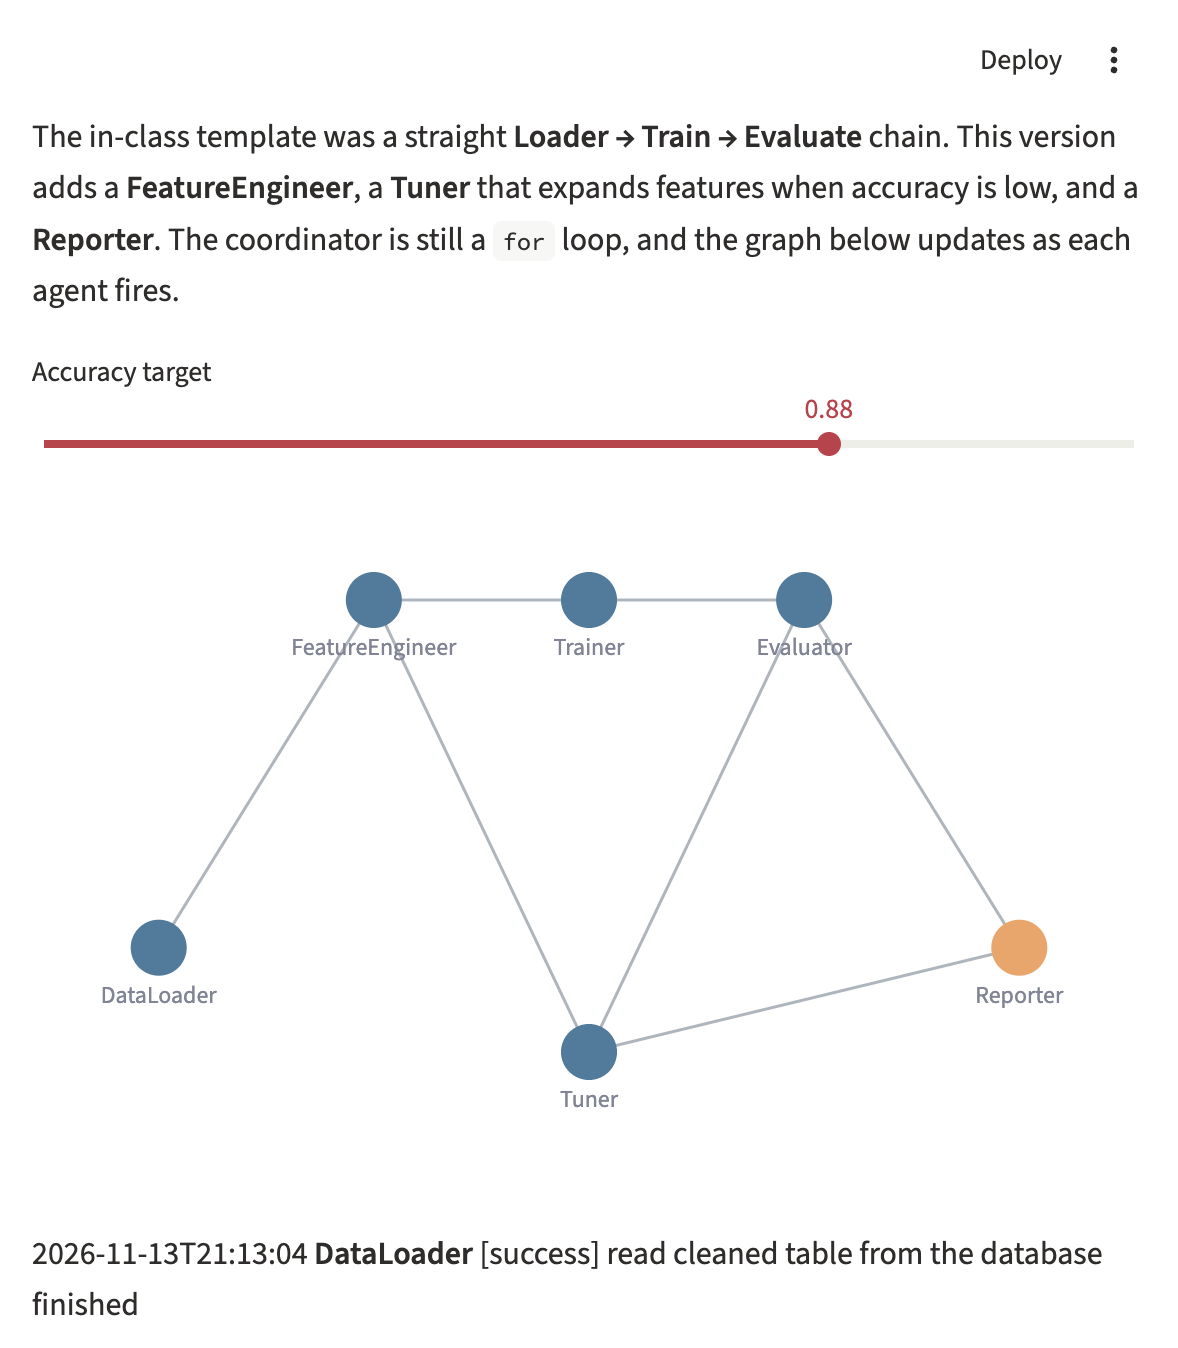 Deploy
The in-class template was a straight Loader → Train → Evaluate chain. This version
adds a FeatureEngineer, a Tuner that expands features when accuracy is low, and a
Reporter. The coordinator is still a for loop, and the graph below updates as each
agent fires.
Accuracy target
0.88
FeatureEngineer
Trainer
Evaluator
DataLoader
Reporter
Tuner
2026-11-13T21:13:04 DataLoader [success] read cleaned table from the database
finished